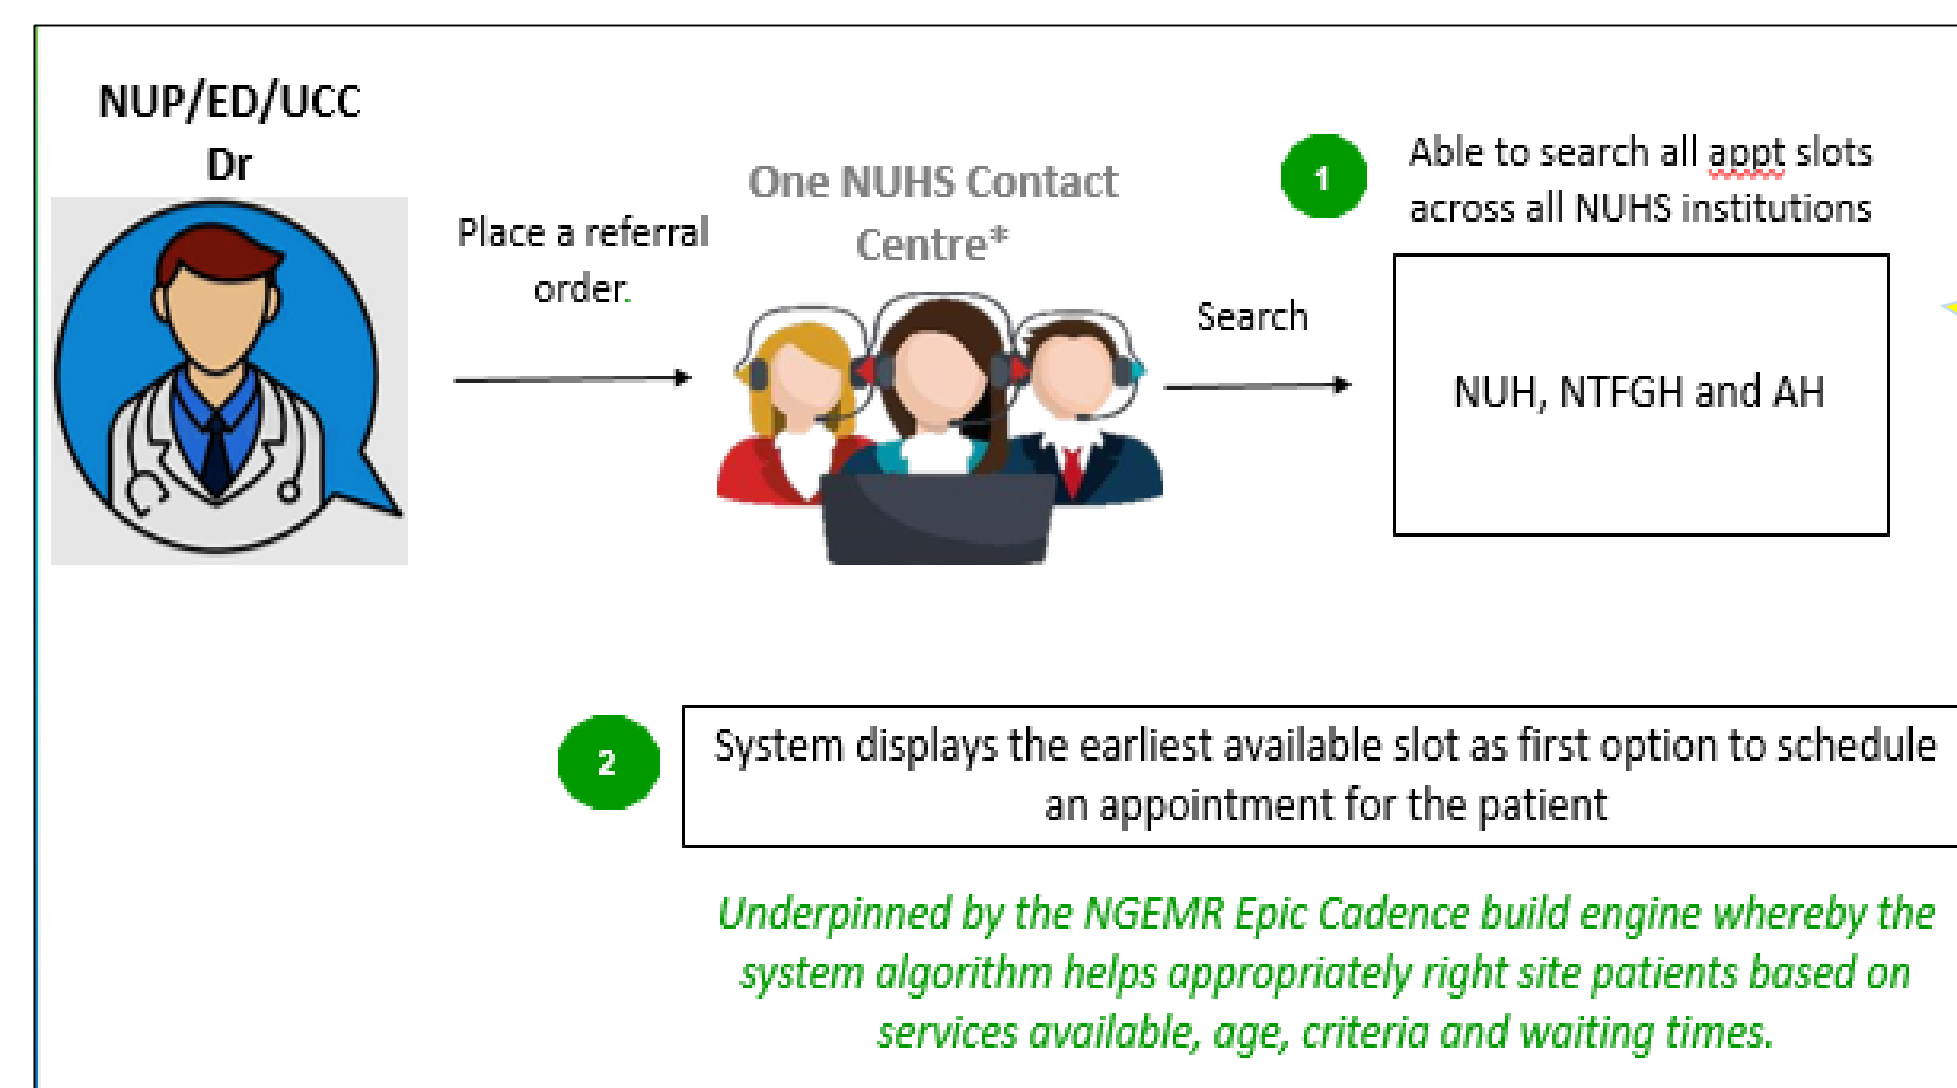 NUP/ED/UCC
Dr
Place a referral
order.
One NUHS Contact
Centre*
Search
1
Able to search all appt slots
across all NUHS institutions
NUH, NTFGH and AH
2
System displays the earliest available slot as first option to schedule
an appointment for the patient
Underpinned by the NGEMR Epic Cadence build engine whereby the
system algorithm helps appropriately right site patients based on
services available, age, criteria and waiting times.